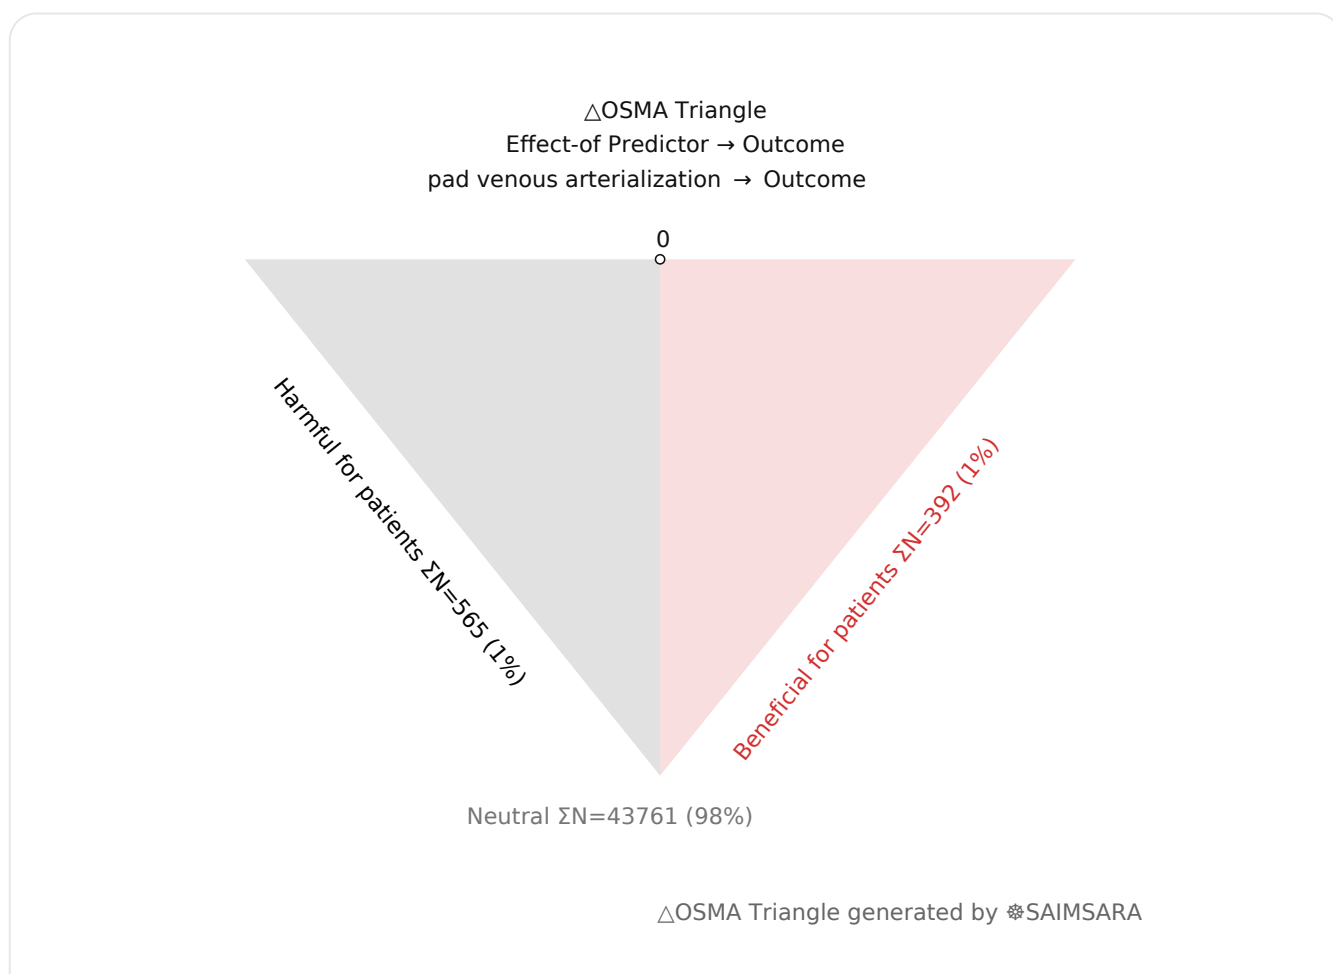 △OSMA Triangle
Effect-of Predictor → Outcome
pad venous arterialization → Outcome
0
Harmful for patients ΣN=565 (1%)
Beneficial for patients ΣN=392 (1%)
Neutral ΣN=43761 (98%)
△OSMA Triangle generated by ☸SAIMSARA